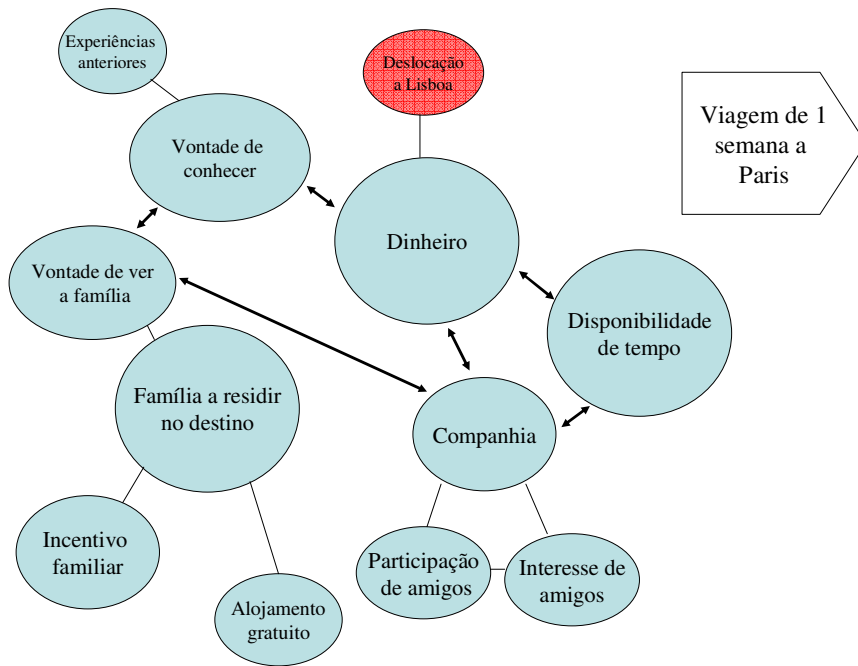 Experiências
anteriores
Deslocação
a Lisboa
Viagem de 1
semana a
Paris
Vontade de
conhecer
Dinheiro
Vontade de ver
a família
Disponibilidade
de tempo
Família a residir
no destino
Companhia
Incentivo
familiar
Participação
de amigos
Interesse de
amigos
Alojamento
gratuito